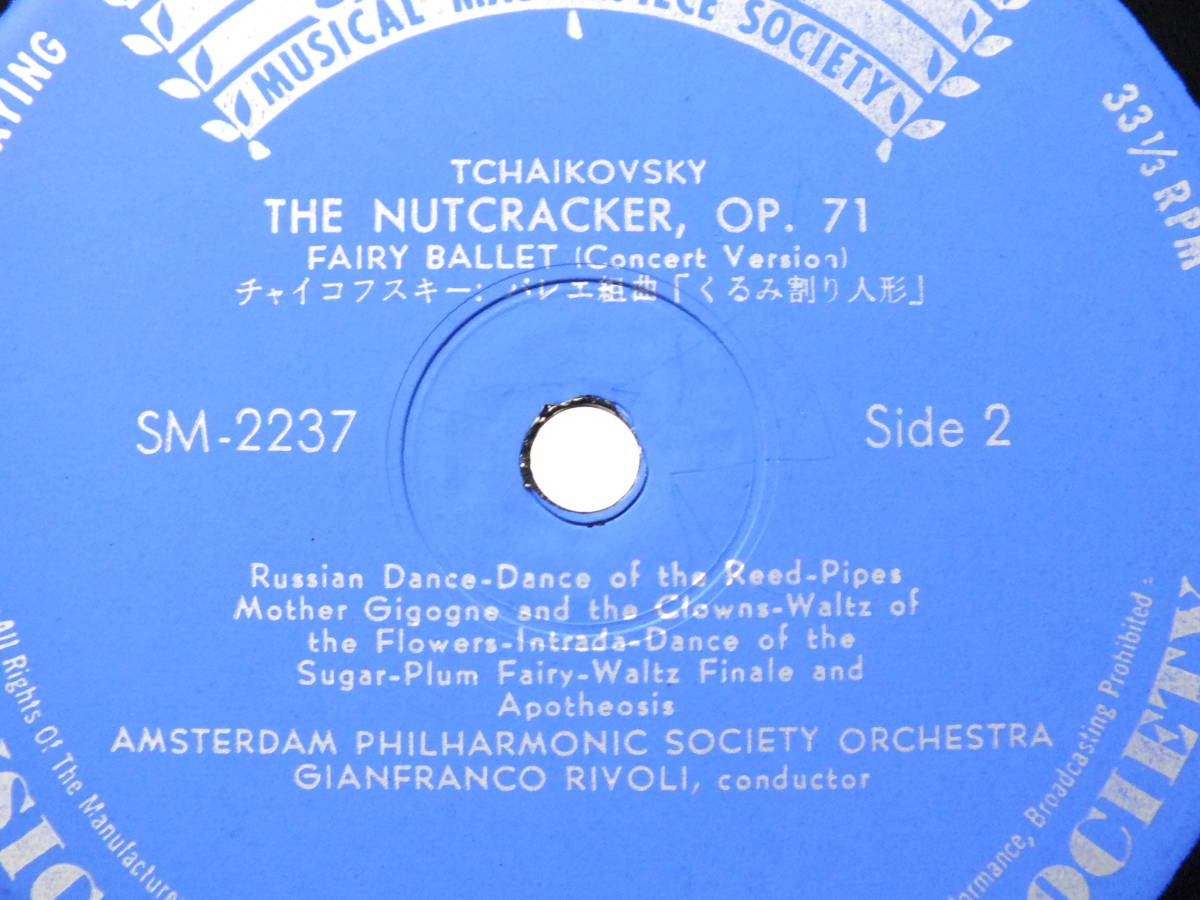 MUSICAL MASTERPIECE SOCIETY
33 1/3 RPM
TCHAIKOVSKY
THE NUTCRACKER, OP. 71
FAIRY BALLET (Concert Version)
チャイコフスキー: バレエ組曲「くるみ割り人形」
SM-2237
Side 2
Russian Dance-Dance of the Reed-Pipes
Mother Gigogne and the Clowns-Waltz of
the Flowers-Intrada-Dance of the
Sugar-Plum Fairy-Waltz Finale and
Apotheosis
AMSTERDAM PHILHARMONIC SOCIETY ORCHESTRA
GIANFRANCO RIVOLI, conductor
All Rights Of The Manufacture
formance, Broadcasting Prohibited
SIC
OCIETY